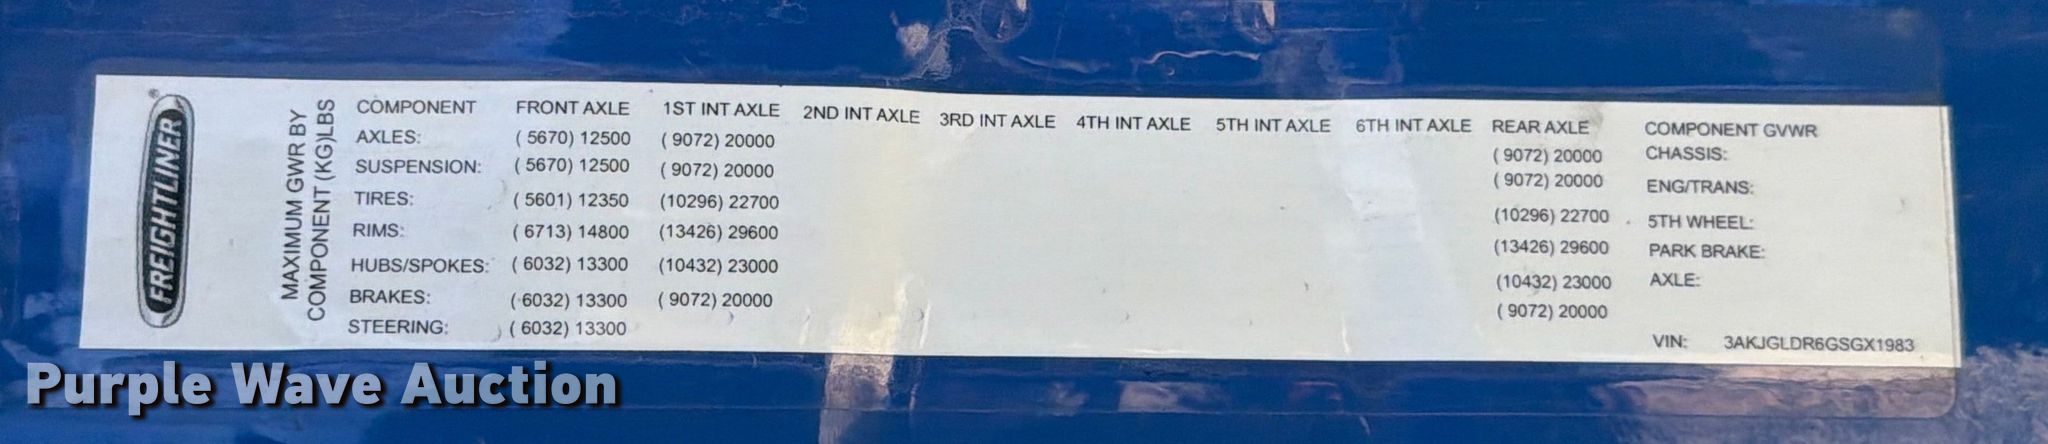 FREIGHTLINER ®
MAXIMUM GWR BY
COMPONENT (KG)LBS
COMPONENT FRONT AXLE 1ST INT AXLE 2ND INT AXLE 3RD INT AXLE 4TH INT AXLE 5TH INT AXLE 6TH INT AXLE REAR AXLE COMPONENT GVWR
AXLES: ( 5670) 12500 ( 9072) 20000 ( 9072) 20000 CHASSIS:
SUSPENSION: ( 5670) 12500 ( 9072) 20000 ( 9072) 20000 ENG/TRANS:
TIRES: ( 5601) 12350 (10296) 22700 (10296) 22700 5TH WHEEL:
RIMS: ( 6713) 14800 (13426) 29600 (13426) 29600 PARK BRAKE:
HUBS/SPOKES: ( 6032) 13300 (10432) 23000 (10432) 23000 AXLE:
BRAKES: ( 6032) 13300 ( 9072) 20000 ( 9072) 20000
STEERING: ( 6032) 13300
VIN: 3AKJGLDR6GSGX1983
Purple Wave Auction